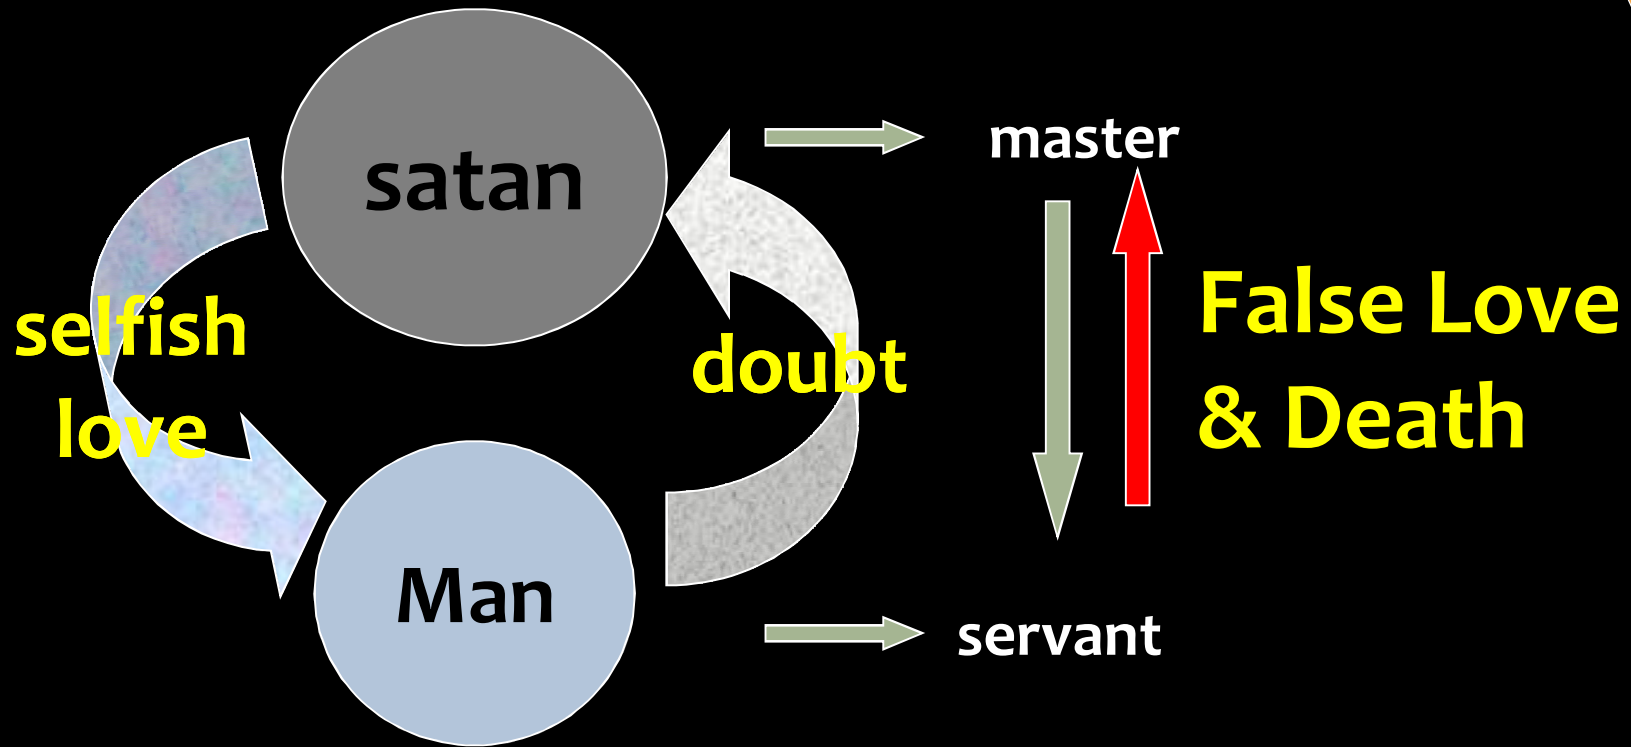 satan
master
selfish
love
doubt
False Love
& Death
Man
servant